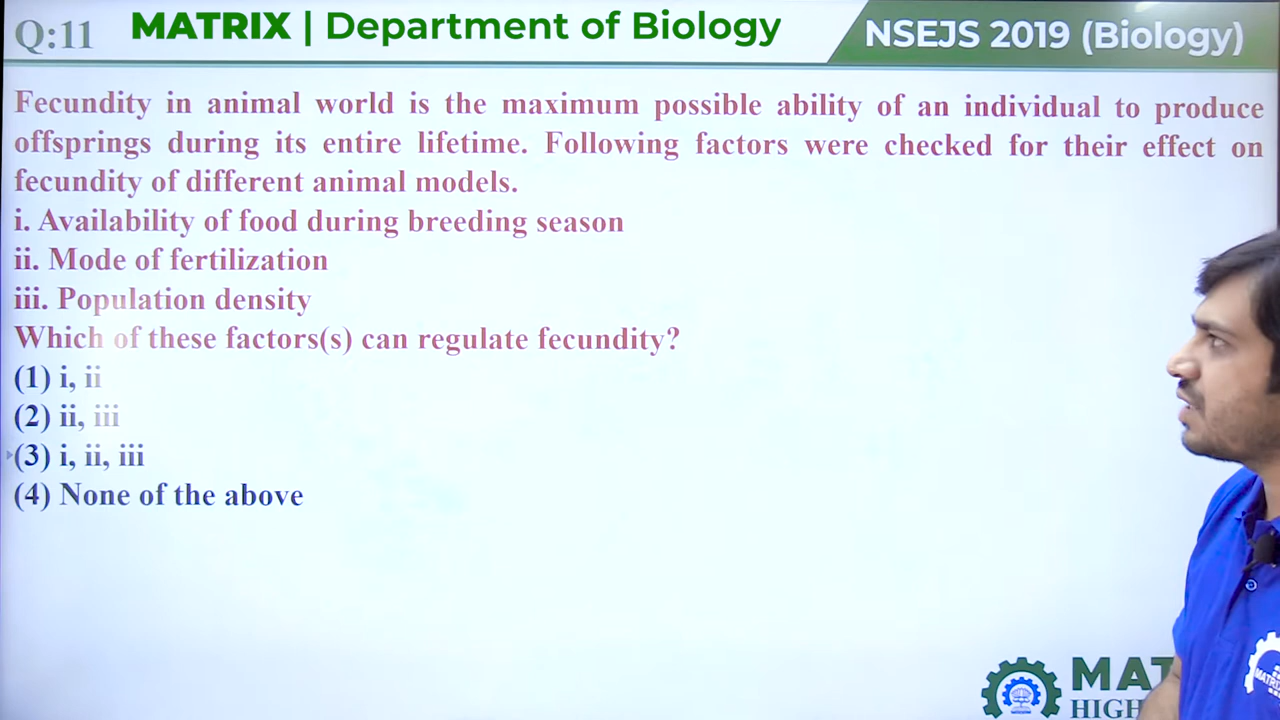 Q:11
MATRIX | Department of Biology
NSEJS 2019 (Biology)
Fecundity in animal world is the maximum possible ability of an individual to produce
offsprings during its entire lifetime. Following factors were checked for their effect on
fecundity of different animal models.
i. Availability of food during breeding season
ii. Mode of fertilization
iii. Population density
Which of these factors(s) can regulate fecundity?
(1) i, ii
(2) ii, iii
(3) i, ii, iii
(4) None of the above
MAT
HIGH
MATRIX